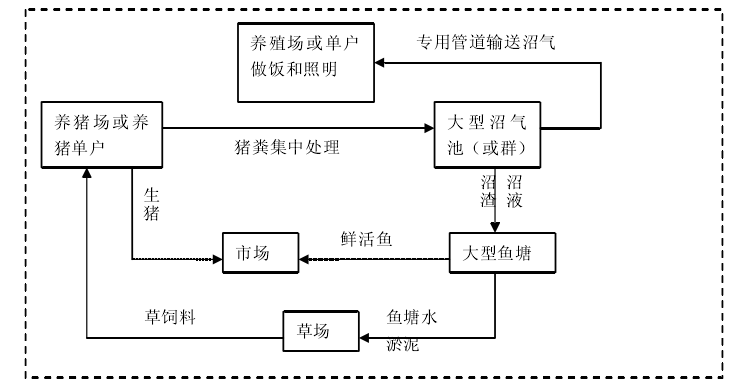 养殖场或单户
做饭和照明
专用管道输送沼气
养猪场或养
猪单户
猪粪集中处理
大型沼气
池（或群）
生猪
沼渣
沼液
市场
鲜活鱼
大型鱼塘
草饲料
草场
鱼塘水
淤泥